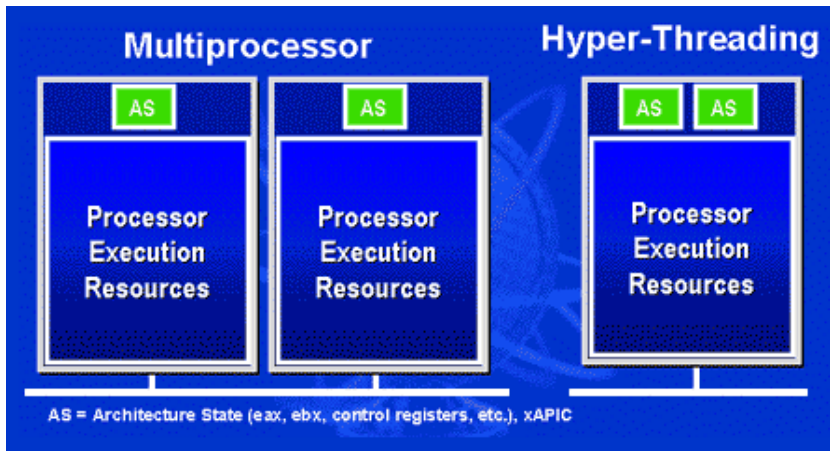 Multiprocessor
Hyper-Threading
AS
AS
AS
AS
Processor
Execution
Resources
Processor
Execution
Resources
Processor
Execution
Resources
AS = Architecture State (eax, ebx, control registers, etc.), xAPIC